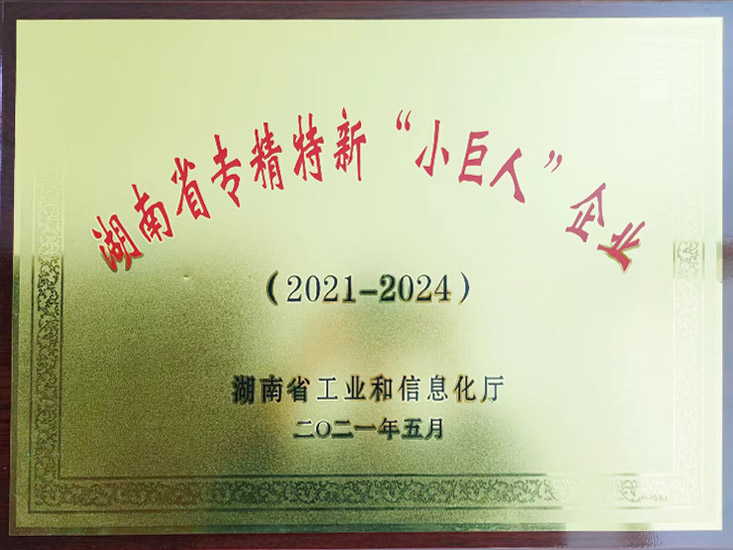 湖南省专精特新“小巨人”企业
（2021-2024）
湖南省工业和信息化厅
二〇二一年五月